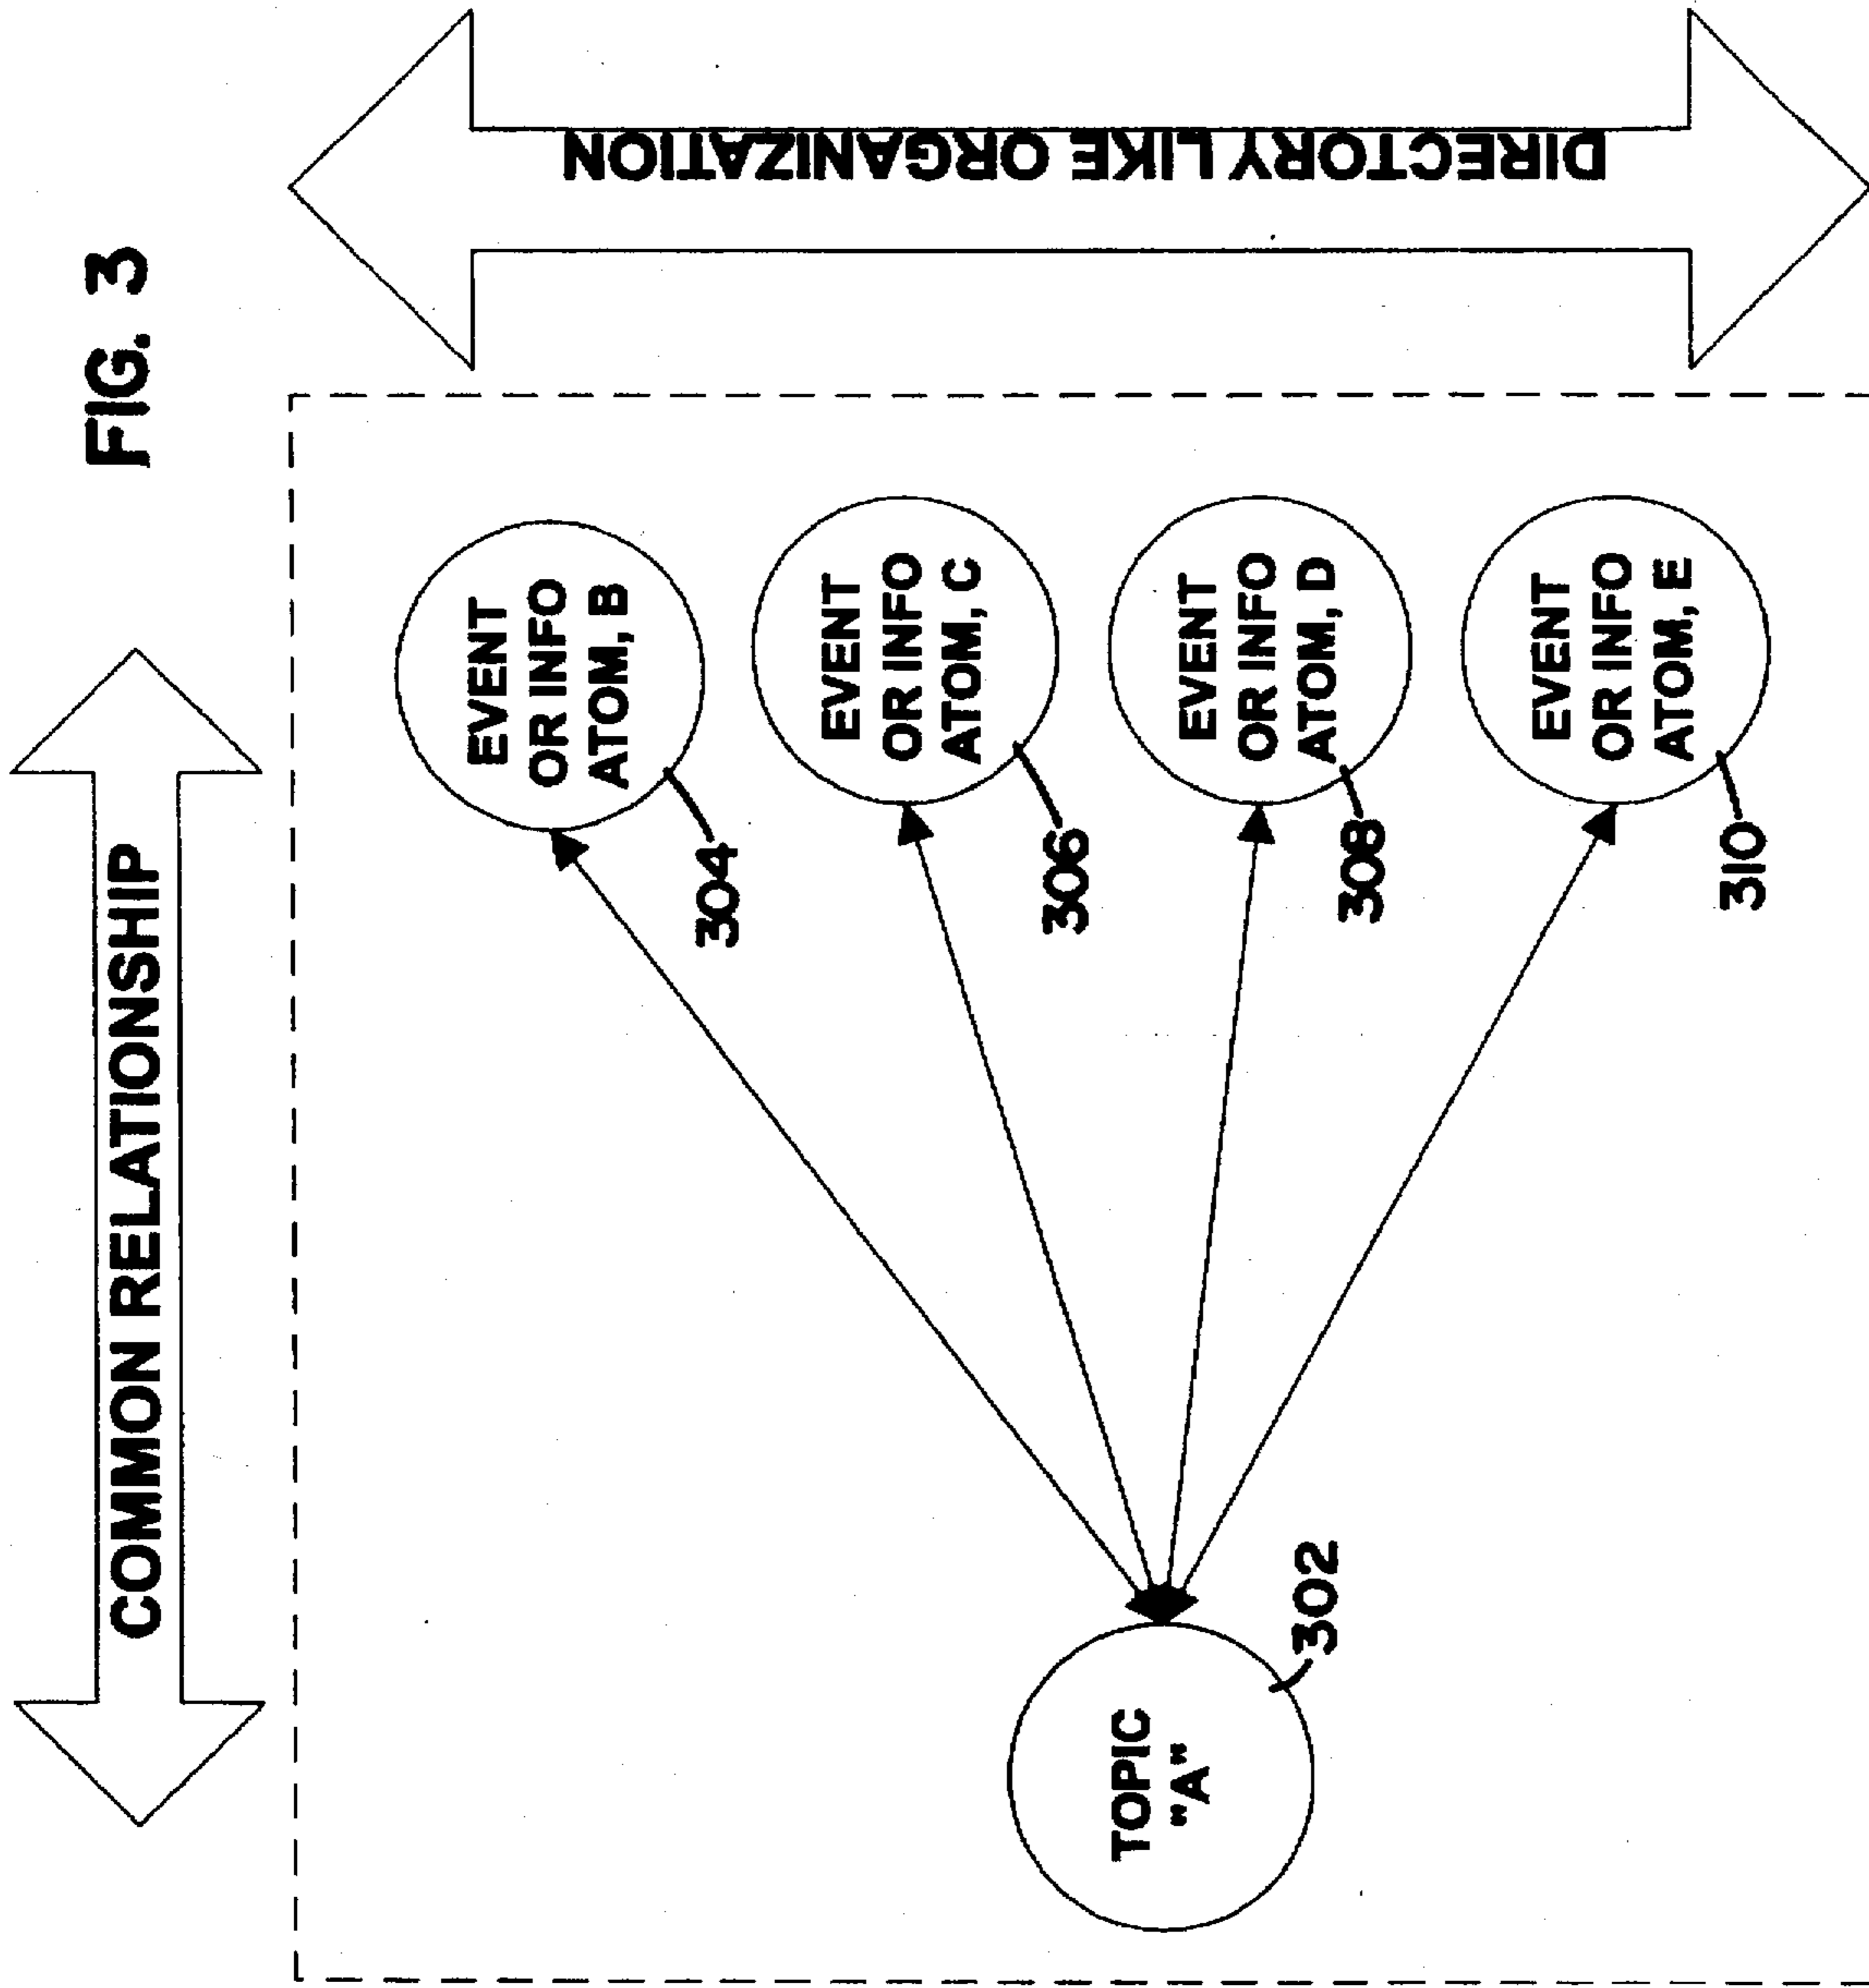 FIG. 3
COMMON RELATIONSHIP
DIRECTORY LIKE ORGANIZATION
TOPIC
"A"
302
EVENT
OR INFO
ATOM, B
304
EVENT
OR INFO
ATOM, C
306
EVENT
OR INFO
ATOM, D
308
EVENT
OR INFO
ATOM, E
310